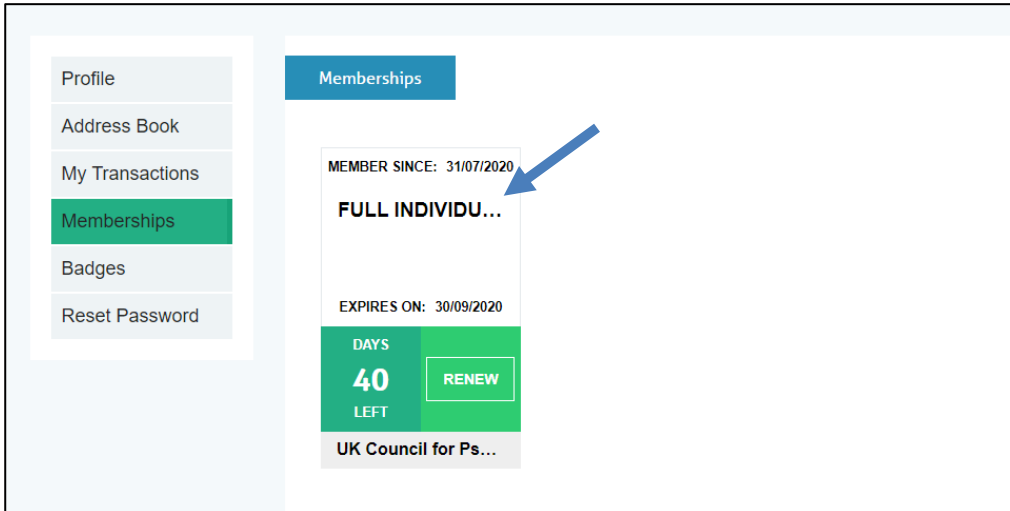 Profile
Address Book
My Transactions
Memberships
Badges
Reset Password
Memberships
MEMBER SINCE: 31/07/2020
FULL INDIVIDU...
EXPIRES ON: 30/09/2020
DAYS
40
LEFT
RENEW
UK Council for Ps...